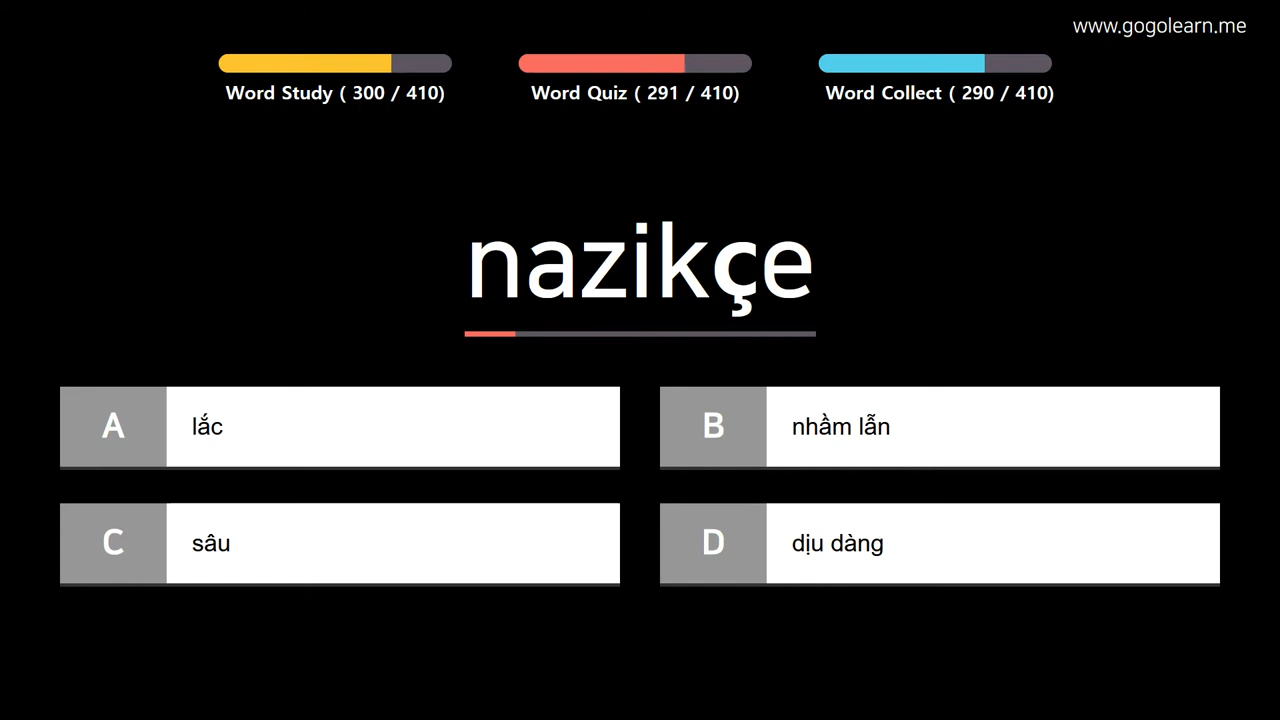 www.gogolearn.me
Word Study ( 300 / 410)
Word Quiz ( 291 / 410)
Word Collect ( 290 / 410)
nazikçe
A lắc
B nhầm lẫn
C sâu
D dịu dàng